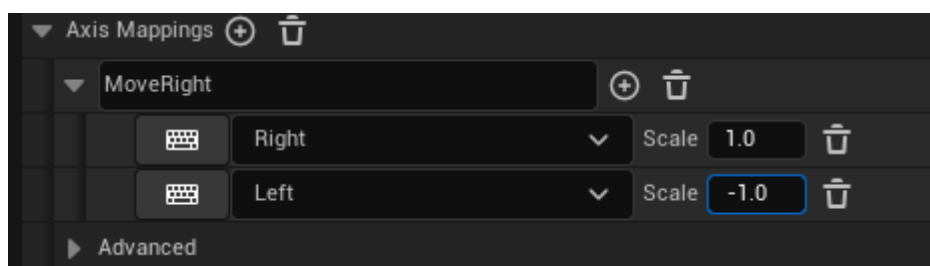 Axis Mappings
MoveRight
Right Scale 1.0
Left Scale -1.0
Advanced